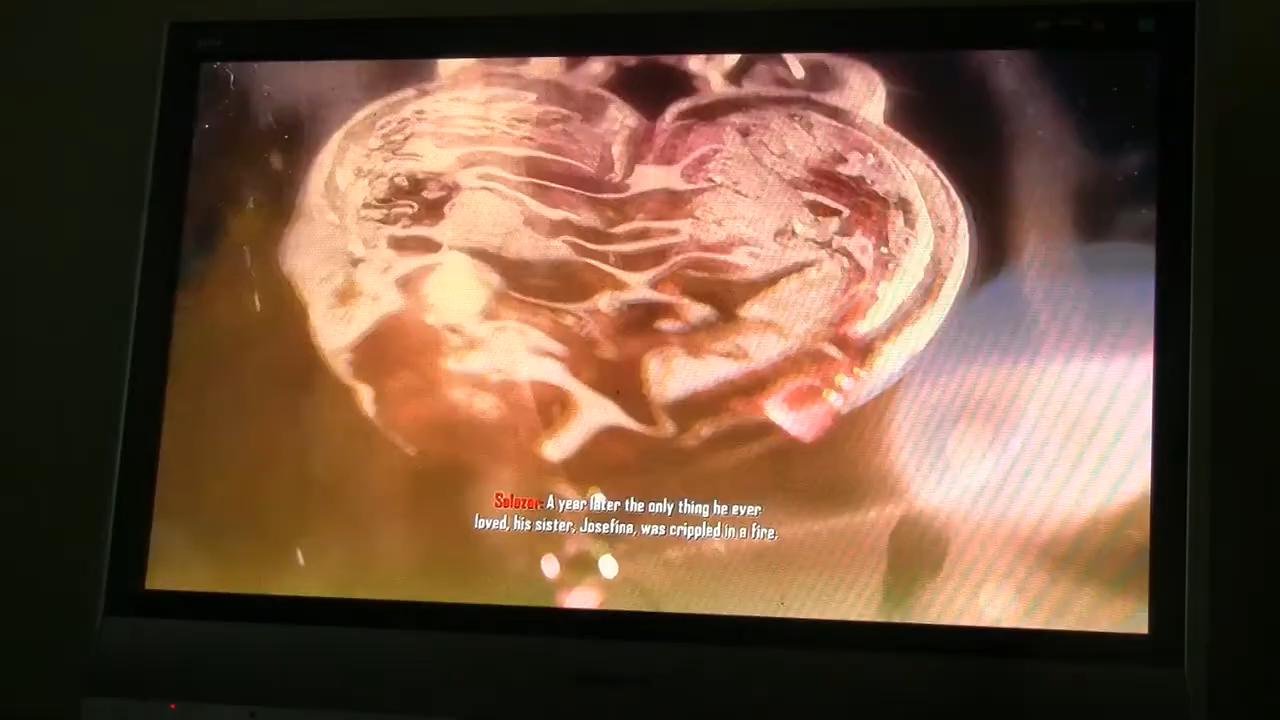 Salazar: A year later the only thing he ever
loved, his sister, Josefina, was crippled in a fire.